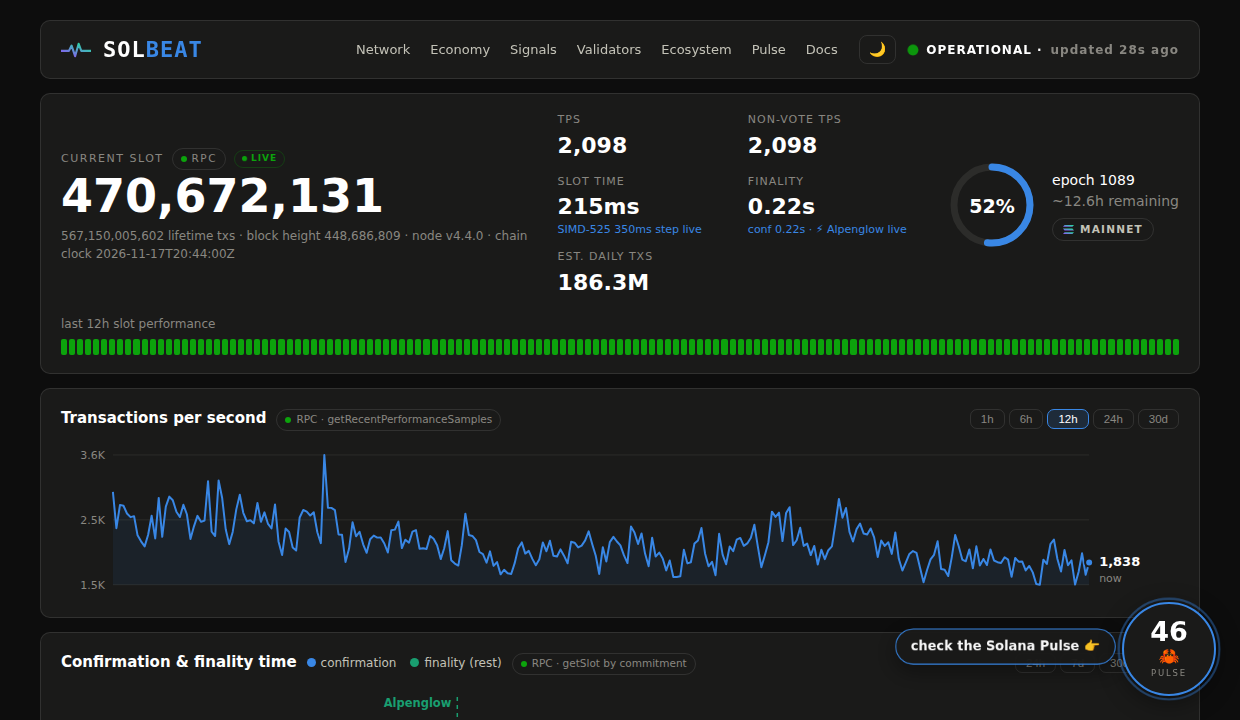 SOLBEAT
Network Economy Signals Validators Ecosystem Pulse Docs
OPERATIONAL · updated 28s ago
CURRENT SLOT RPC LIVE
470,672,131
567,150,005,602 lifetime txs · block height 448,686,809 · node v4.4.0 · chain
clock 2026-11-17T20:44:00Z
TPS
2,098
NON-VOTE TPS
2,098
SLOT TIME
215ms
SIMD-525 350ms step live
FINALITY
0.22s
conf 0.22s · ⚡ Alpenglow live
EST. DAILY TXS
186.3M
52%
epoch 1089
~12.6h remaining
MAINNET
last 12h slot performance
Transactions per second RPC · getRecentPerformanceSamples
1h 6h 12h 24h 30d
3.6K
2.5K
1.5K
1,838
now
Confirmation & finality time confirmation finality (rest) RPC · getSlot by commitment
Alpenglow
check the Solana Pulse 👉
46
PULSE